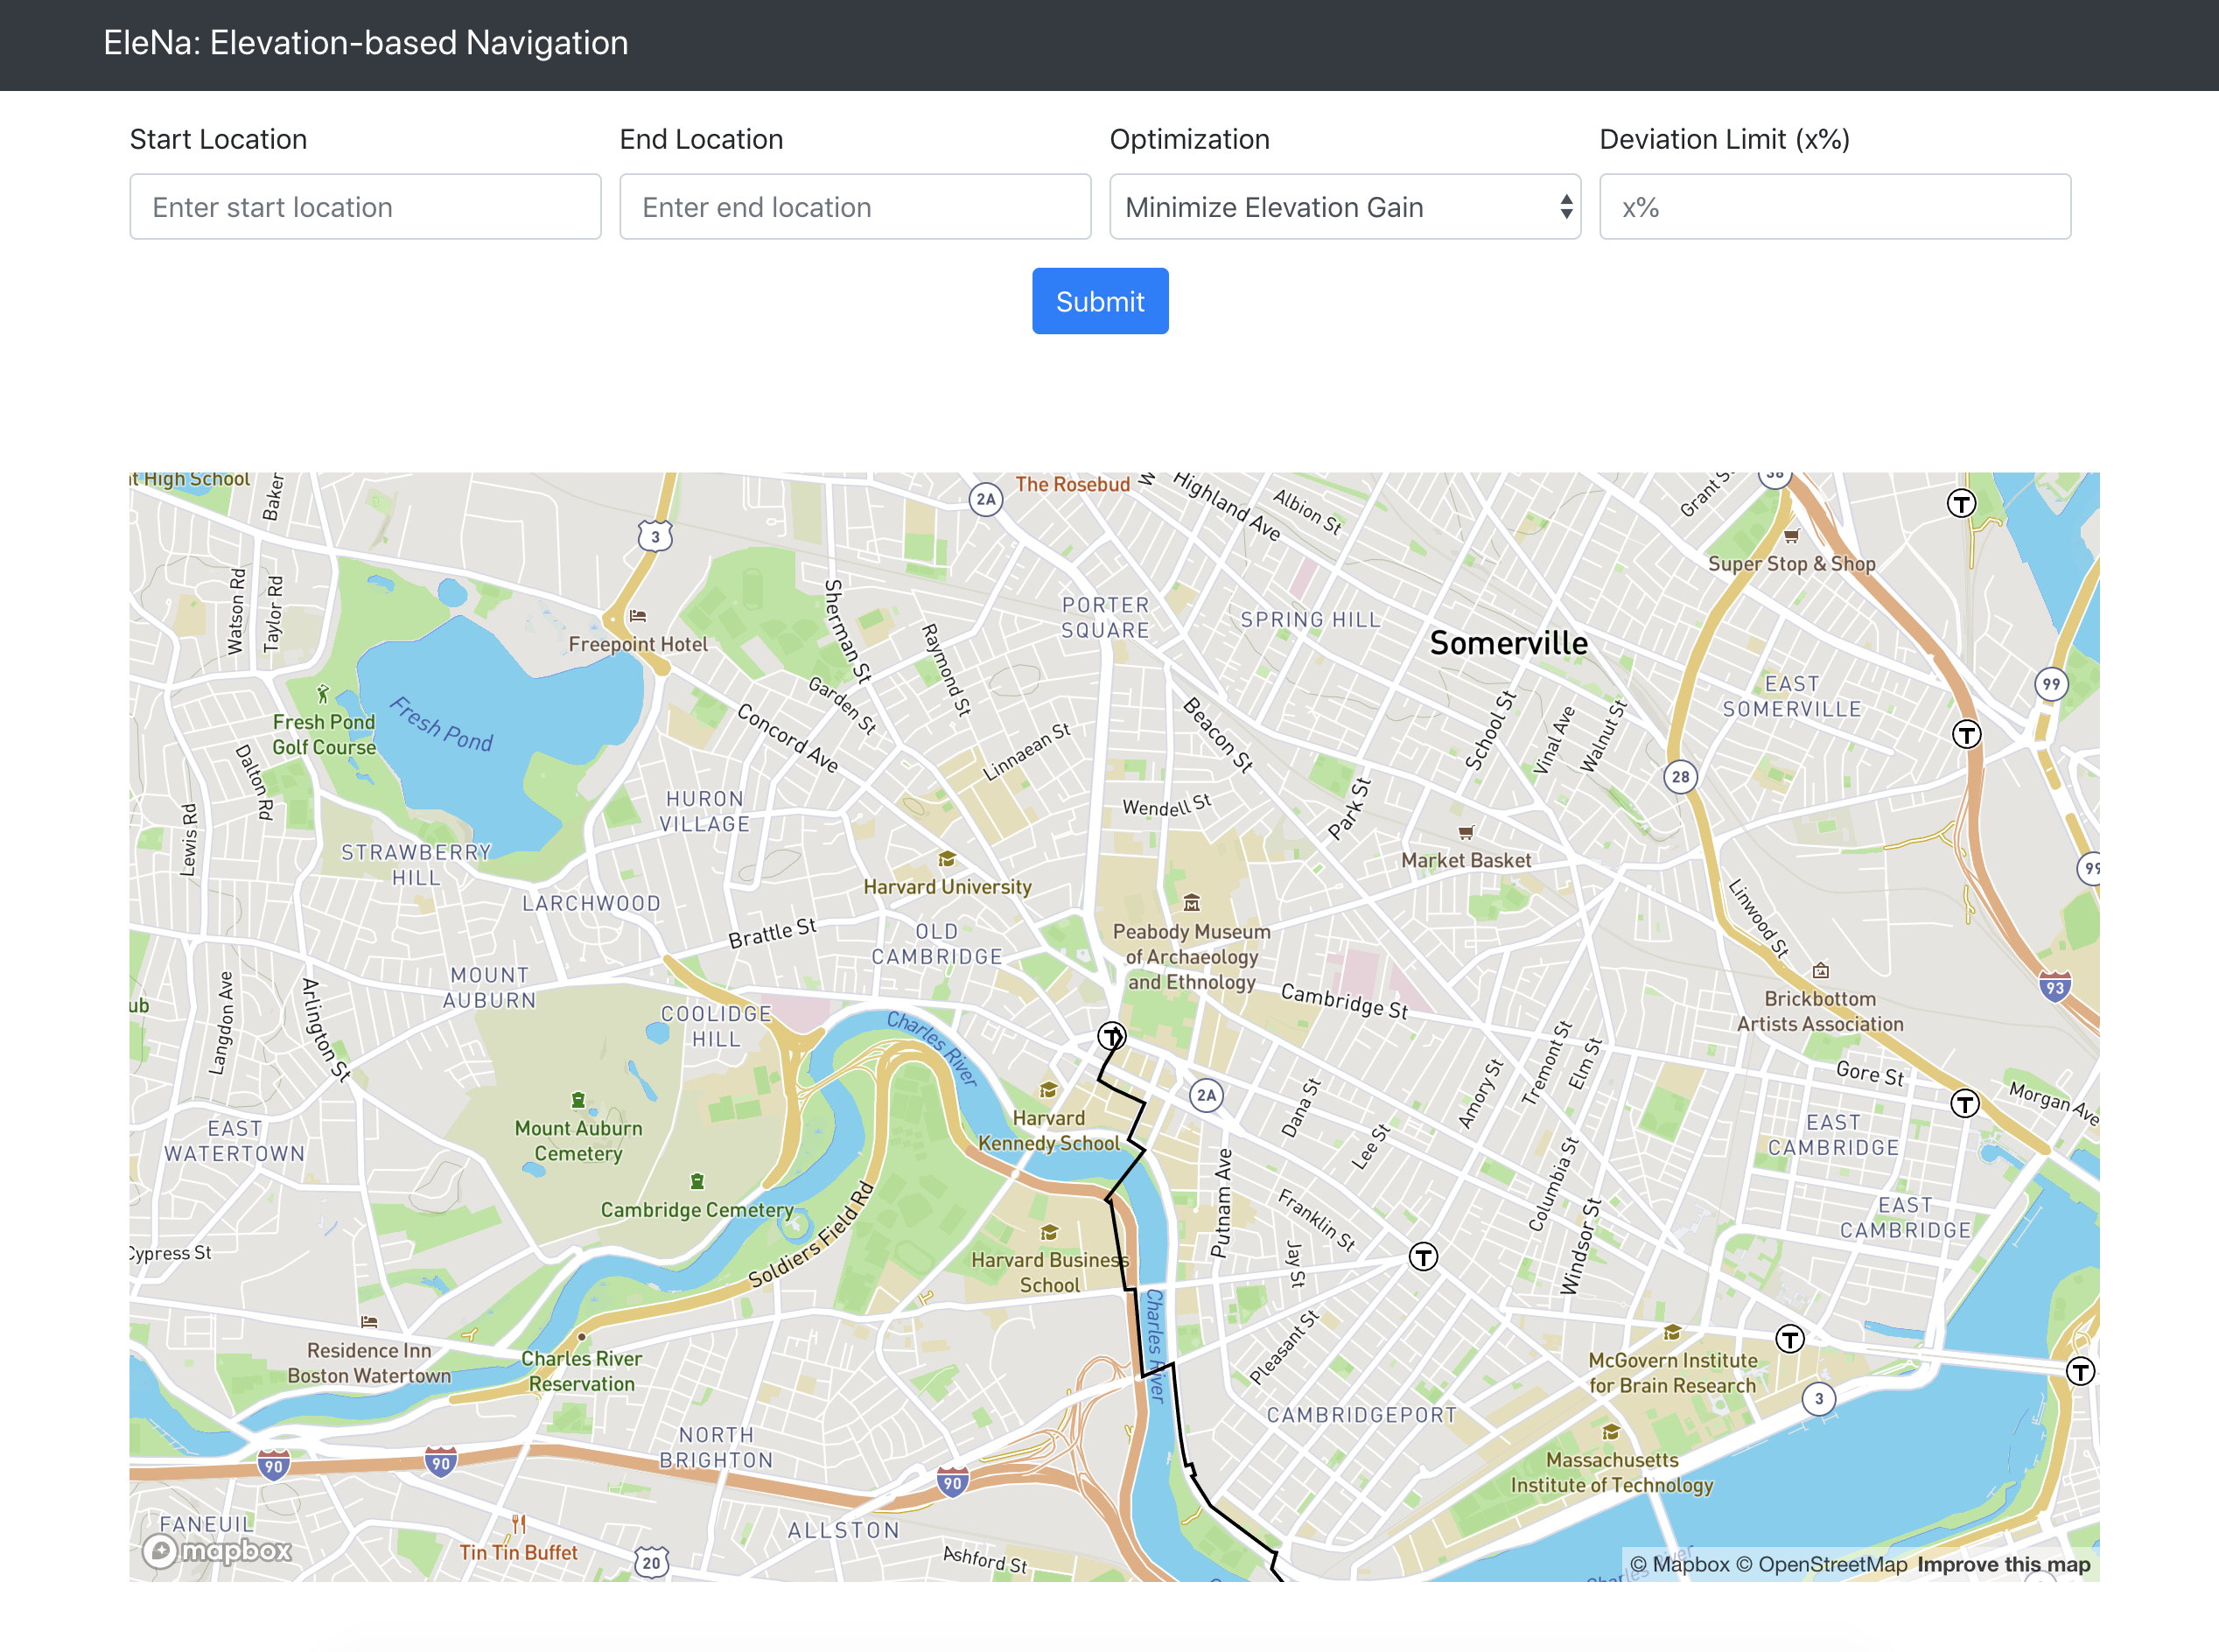 EleNa: Elevation-based Navigation
Start Location
End Location
Optimization
Deviation Limit (x%)
Enter start location
Enter end location
Minimize Elevation Gain
x%
Submit
t High School
Baker
The Rosebud
W
Highland Ave
Albion St
Grant S
38
2A
3
Super Stop & Shop
T
Watson Rd
Taylor Rd
Freepoint Hotel
Sherman St
Raymond St
PORTER
SQUARE
SPRING HILL
Somerville
EAST
SOMERVILLE
99
Fresh Pond
Golf Course
Fresh Pond
Garden St
Concord Ave
Linnaean St
Beacon St
School St
Vinal Ave
Walnut St
T
28
Dalton Rd
Lewis Rd
HURON
VILLAGE
Wendell St
Park St
Market Basket
STRAWBERRY
HILL
Harvard University
99
LARCHWOOD
Linwood St
Brattle St
OLD
CAMBRIDGE
Peabody Museum
of Archaeology
and Ethnology
MOUNT
AUBURN
ub
Langdon Ave
Arlington St
COOLIDGE
HILL
Charles River
Cambridge St
Brickbottom
Artists Association
93
T
Tremont St
Elm St
Amory St
Gore St
Morgan Ave
T
Mount Auburn
Cemetery
Harvard
Kennedy School
2A
Dana St
Lee St
EAST
WATERTOWN
EAST
CAMBRIDGE
Putnam Ave
Columbia St
Cambridge Cemetery
Soldiers Field Rd
Franklin St
Windsor St
EAST
CAMBRIDGE
Cypress St
Harvard Business
School
Jay St
T
Charles River
Residence Inn
Boston Watertown
Charles River
Reservation
Pleasant St
T
McGovern Institute
for Brain Research
T
3
CAMBRIDGEPORT
NORTH
BRIGHTON
90
90
90
Massachusetts
Institute of Technology
FANEUIL
mapbox
Tin Tin Buffet
20
ALLSTON
Ashford St
© Mapbox © OpenStreetMap Improve this map